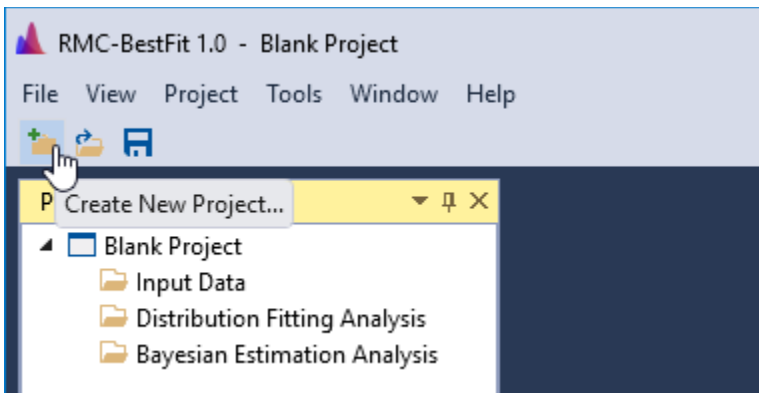 RMC-BestFit 1.0 - Blank Project
File View Project Tools Window Help
P
Create New Project...
Blank Project
Input Data
Distribution Fitting Analysis
Bayesian Estimation Analysis